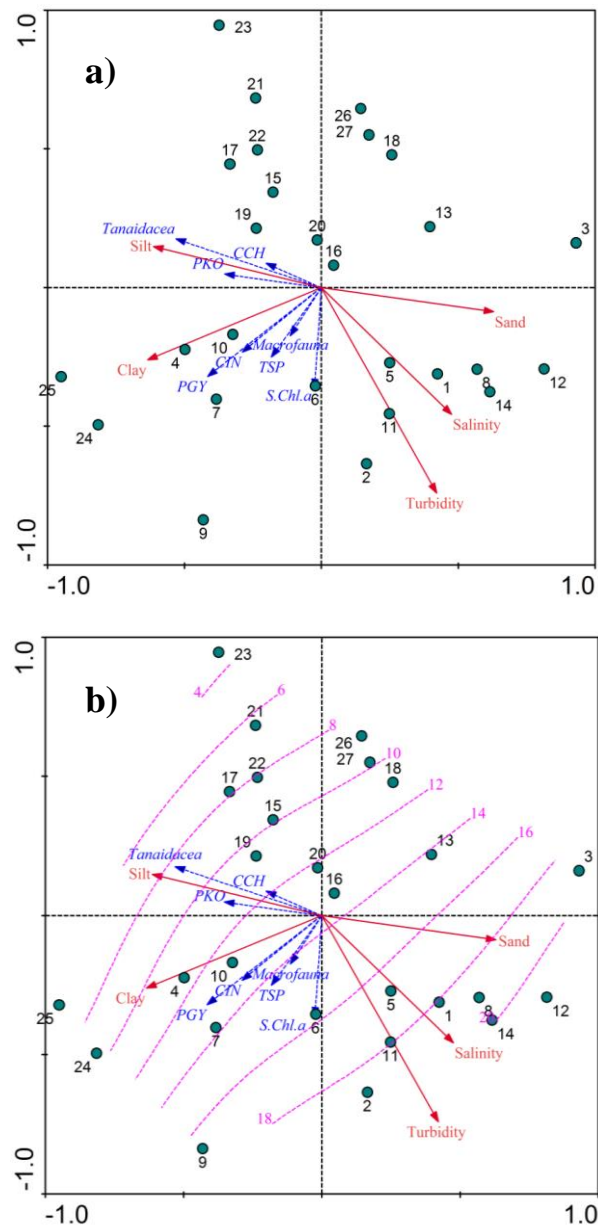 1.0
a)
23
21
26
22
27
18
17
15
19
20
13
3
Tanaidacea
CCH
16
Silt
PKO
Sand
4
10
Macrofauna
5
Clay
CIN
TSP
1
8
12
25
PGY
S.Chl.a
6
14
7
11
Salinity
24
2
Turbidity
9
-1.0
-1.0
1.0
1.0
b)
23
4
6
21
8
26
22
27
10
17
18
12
15
14
19
20
13
16
3
Tanaidacea
CCH
16
Silt
PKO
Sand
4
10
Macrofauna
5
Clay
CIN
TSP
1
8
12
25
PGY
S.Chl.a
6
14
7
11
Salinity
24
18
2
Turbidity
9
-1.0
-1.0
1.0